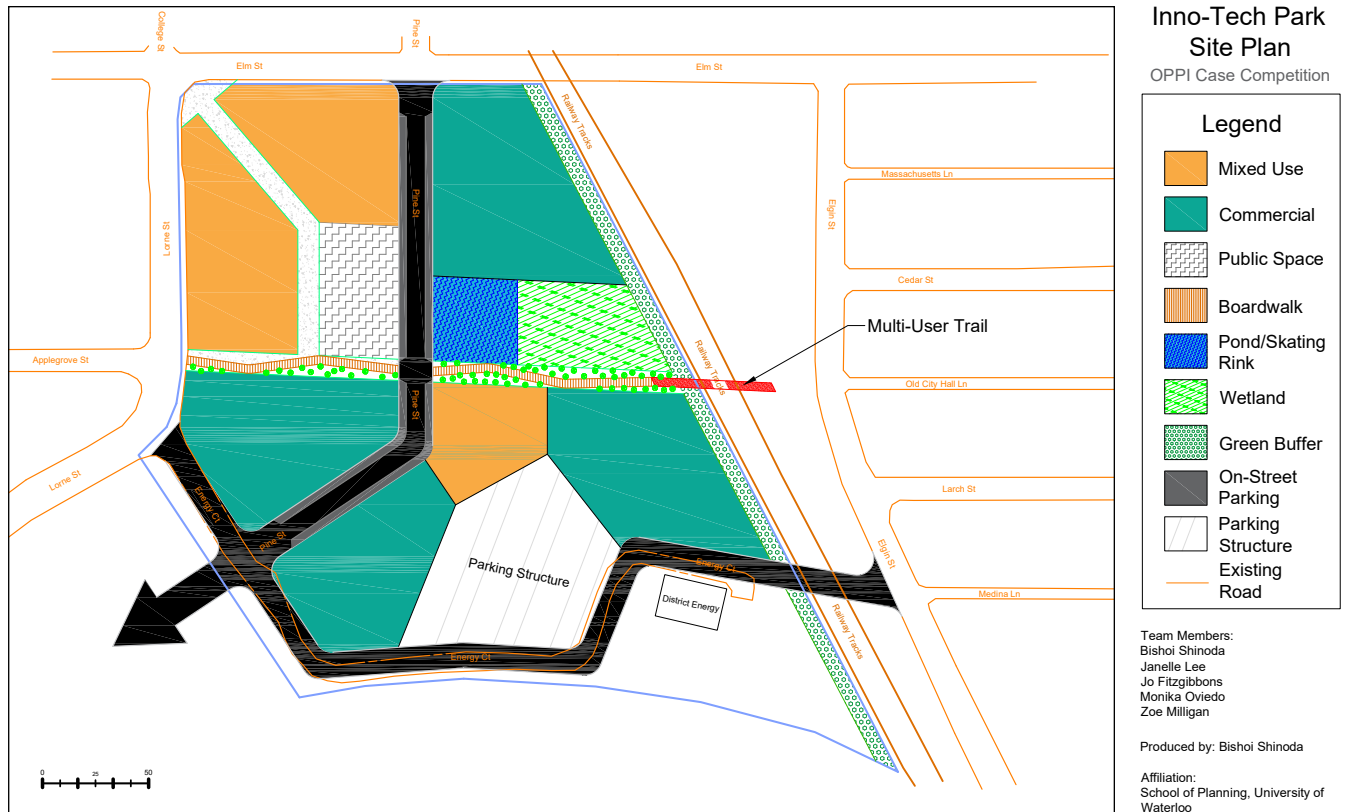 Inno-Tech Park
Site Plan
OPPI Case Competition
Legend
Mixed Use
Commercial
Public Space
Boardwalk
Pond/Skating
Rink
Wetland
Green Buffer
On-Street
Parking
Parking
Structure
Existing
Road
Team Members:
Bishoi Shinoda
Janelle Lee
Jo Fitzgibbons
Monika Oviedo
Zoe Milligan
Produced by: Bishoi Shinoda
Affiliation:
School of Planning, University of
Waterloo
College St
Pine St
Elm St
Elm St
Railway Tracks
Massachusetts Ln
Pine St
Elgin St
Lorne St
Cedar St
Multi-User Trail
Railway Tracks
Applegrove St
Old City Hall Ln
Pine St
Lorne St
Energy Ct
Larch St
Pine St
Parking Structure
Energy Ct
Elgin St
District Energy
Medina Ln
Railway Tracks
Energy Ct
0
25
50